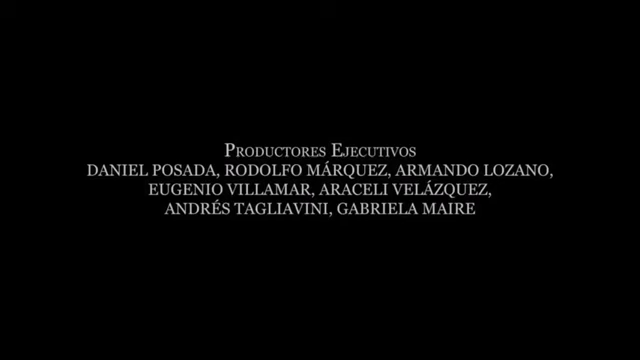 Productores Ejecutivos
DANIEL POSADA, RODOLFO MÁRQUEZ, ARMANDO LOZANO,
EUGENIO VILLAMAR, ARACELI VELÁZQUEZ,
ANDRÉS TAGLIAVINI, GABRIELA MAIRE